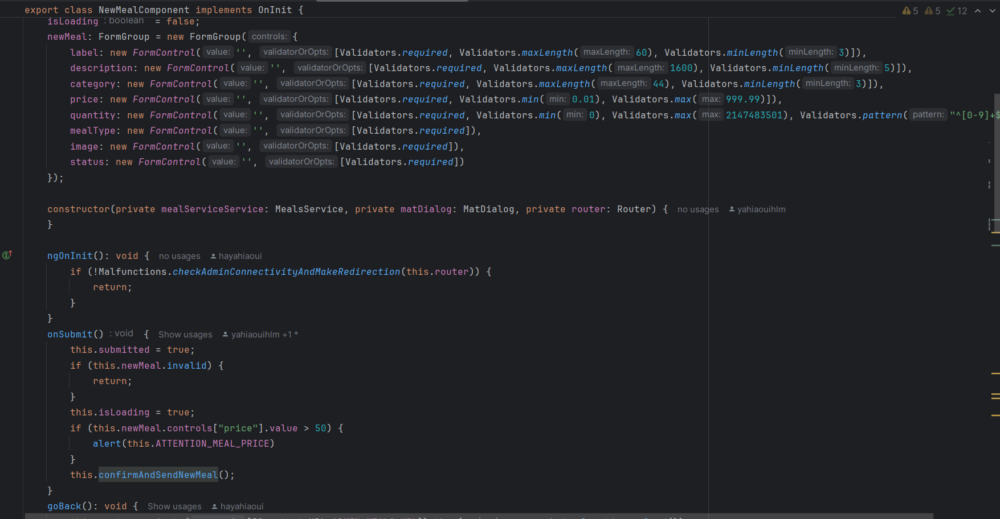 export class NewMealComponent implements OnInit {
5 5 12
isLoading : boolean = false;
newMeal: FormGroup = new FormGroup( controls: {
label: new FormControl( value: '', validatorOrOpts: [Validators.required, Validators.maxLength( maxLength: 60), Validators.minLength( minLength: 3)]),
description: new FormControl( value: '', validatorOrOpts: [Validators.required, Validators.maxLength( maxLength: 1600), Validators.minLength( minLength: 5)]),
category: new FormControl( value: '', validatorOrOpts: [Validators.required, Validators.maxLength( maxLength: 44), Validators.minLength( minLength: 3)]),
price: new FormControl( value: '', validatorOrOpts: [Validators.required, Validators.min( min: 0.01), Validators.max( max: 999.99)]),
quantity: new FormControl( value: '', validatorOrOpts: [Validators.required, Validators.min( min: 0), Validators.max( max: 2147483501), Validators.pattern( pattern: "^[0-9]+$
mealType: new FormControl( value: '', validatorOrOpts: [Validators.required]),
image: new FormControl( value: '', validatorOrOpts: [Validators.required]),
status: new FormControl( value: '', validatorOrOpts: [Validators.required])
});
constructor(private mealServiceService: MealsService, private matDialog: MatDialog, private router: Router) { no usages yahiaouihlm
}
ngOnInit(): void { no usages hayahiaoui
if (!Malfunctions.checkAdminConnectivityAndMakeRedirection(this.router)) {
return;
}
}
onSubmit() : void { Show usages yahiaouihlm +1 *
this.submitted = true;
if (this.newMeal.invalid) {
return;
}
this.isLoading = true;
if (this.newMeal.controls["price"].value > 50) {
alert(this.ATTENTION_MEAL_PRICE)
}
this.confirmAndSendNewMeal();
}
goBack(): void { Show usages hayahiaoui